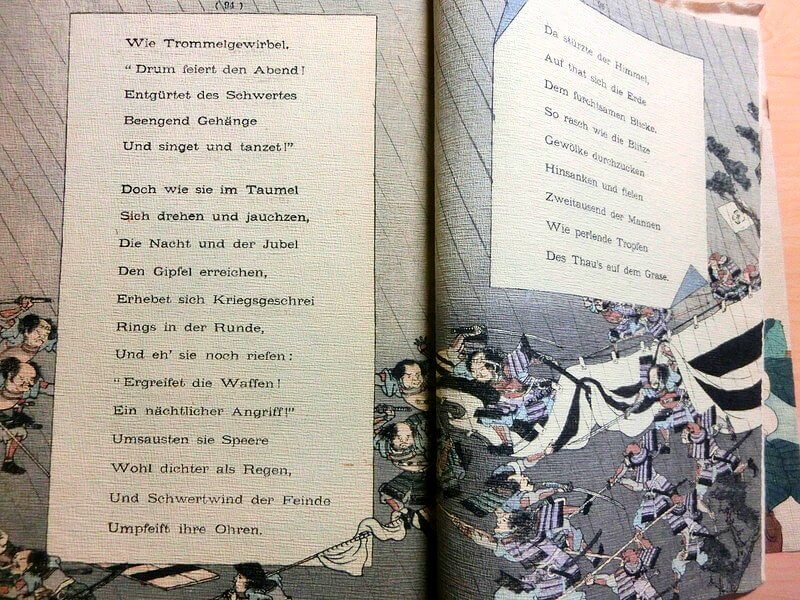 Wie Trommelgewirbel.
“Drum feiert den Abend!
Entgürtet des Schwertes
Beengend Gehänge
Und singet und tanzet!”
Doch wie sie im Taumel
Sich drehen und jauchzen,
Die Nacht und der Jubel
Den Gipfel erreichen,
Erhebet sich Kriegsgeschrei
Rings in der Runde,
Und eh’ sie noch riefen:
“Ergreifet die Waffen!
Ein nächtlicher Angriff!”
Umsausten sie Speere
Wohl dichter als Regen,
Und Schwertwind der Feinde
Umpfeift ihre Ohren.
Da stürzte der Himmel,
Auf that sich die Erde
Dem furchtsamen Blicke.
So rasch wie die Blitze
Gewölke durchzucken
Hinsanken und fielen
Zweitausend der Mannen
Wie perlende Tropfen
Des Thau's auf dem Grase.